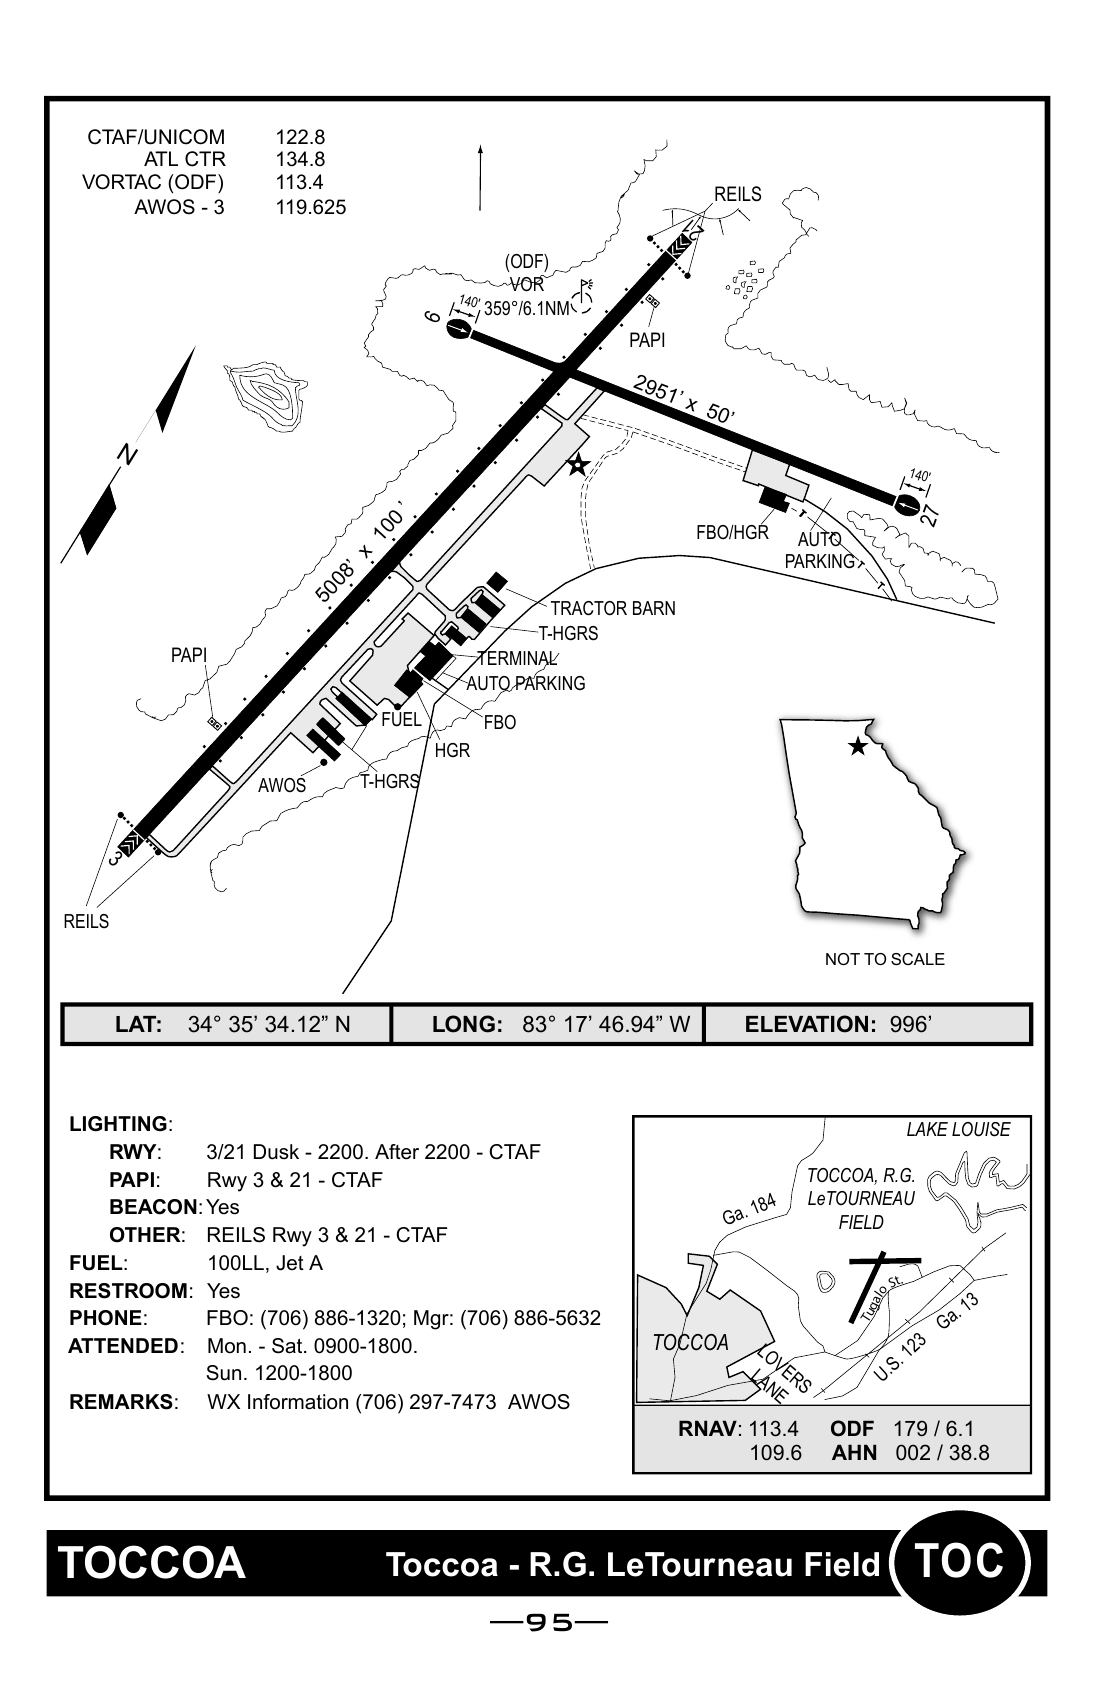 CTAF/UNICOM 122.8
ATL CTR 134.8
VORTAC (ODF) 113.4
AWOS - 3 119.625
REILS
21
(ODF)
VOR
359°/6.1NM
140'
6
PAPI
2951’ x 50’
N
140'
27
FBO/HGR
AUTO
PARKING
5008’ x 100’
TRACTOR BARN
T-HGRS
PAPI
TERMINAL
AUTO PARKING
FUEL
FBO
HGR
AWOS
T-HGRS
3
REILS
NOT TO SCALE
LAT: 34° 35’ 34.12” N LONG: 83° 17’ 46.94” W ELEVATION: 996’
LIGHTING:
RWY: 3/21 Dusk - 2200. After 2200 - CTAF
PAPI: Rwy 3 & 21 - CTAF
BEACON: Yes
OTHER: REILS Rwy 3 & 21 - CTAF
FUEL: 100LL, Jet A
RESTROOM: Yes
PHONE: FBO: (706) 886-1320; Mgr: (706) 886-5632
ATTENDED: Mon. - Sat. 0900-1800.
Sun. 1200-1800
REMARKS: WX Information (706) 297-7473 AWOS
LAKE LOUISE
TOCCOA, R.G.
LeTOURNEAU
FIELD
Ga. 184
Tugalo St.
Ga. 13
U.S. 123
TOCCOA
LOVERS
LANE
RNAV: 113.4 ODF 179 / 6.1
109.6 AHN 002 / 38.8
TOCCOA Toccoa - R.G. LeTourneau Field TOC
—95—